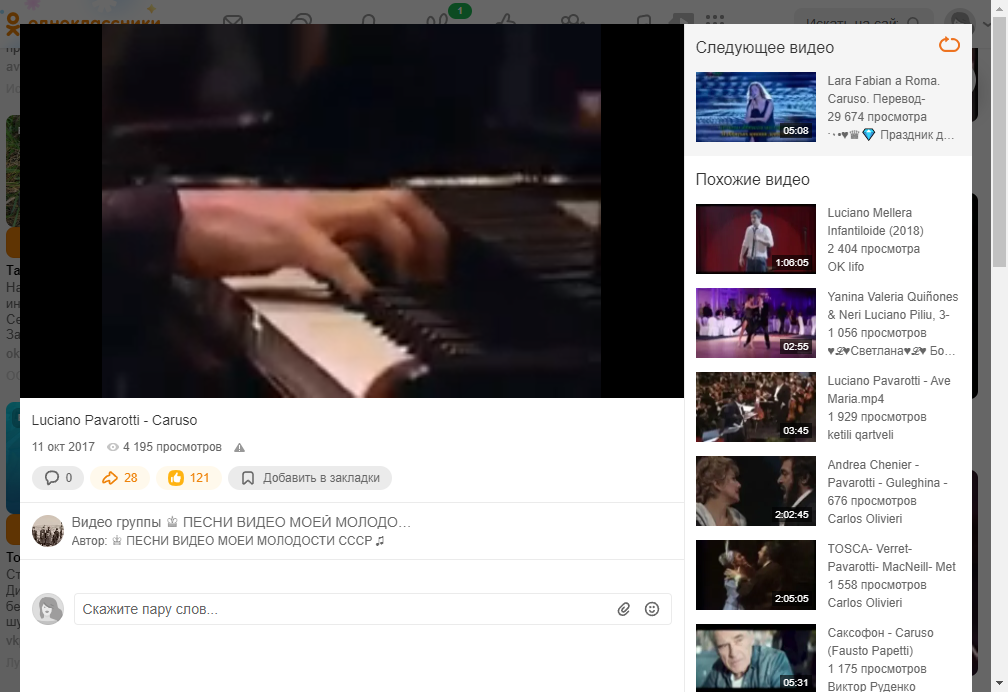 одноклассники
1
Искать на сай
Следующее видео
Lara Fabian a Roma.
Caruso. Перевод-
29 674 просмотра
Праздник д...
05:08
Похожие видео
Luciano Mellera
Infantiloide (2018)
2 404 просмотра
OK lifo
1:06:05
Yanina Valeria Quiñones
& Neri Luciano Piliu, 3-
1 056 просмотров
♥ℒ♥Светлана♥ℒ♥ Бо...
02:55
Luciano Pavarotti - Ave
Maria.mp4
1 929 просмотров
ketili qartveli
03:45
Andrea Chenier -
Pavarotti - Guleghina -
676 просмотров
Carlos Olivieri
2:02:45
TOSCA- Verret-
Pavarotti- MacNeill- Met
1 558 просмотров
Carlos Olivieri
2:05:05
Саксофон - Caruso
(Fausto Papetti)
1 175 просмотров
Виктор Руденко
05:31
Luciano Pavarotti - Caruso
11 окт 2017 4 195 просмотров
0 28 121 Добавить в закладки
Видео группы ♔ ПЕСНИ ВИДЕО МОЕЙ МОЛОДО...
Автор: ♔ ПЕСНИ ВИДЕО МОЕЙ МОЛОДОСТИ СССР ♫
Скажите пару слов...